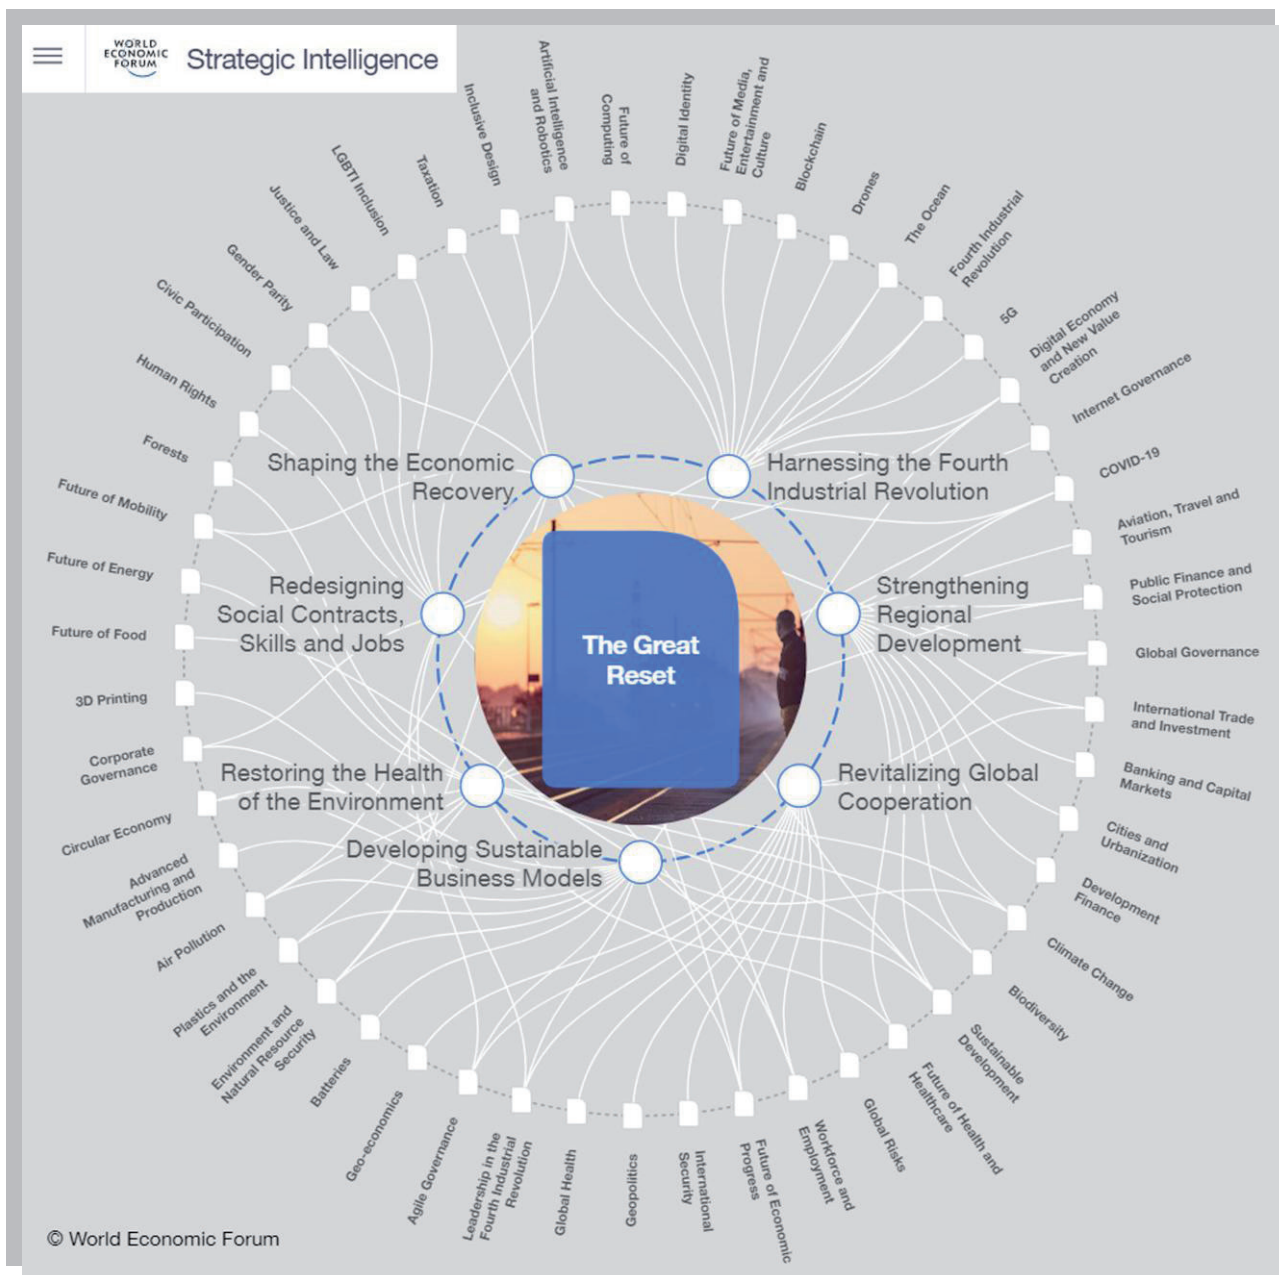 WORLD
ECONOMIC
FORUM
Strategic Intelligence
Artificial Intelligence
and Robotics
Future of
Computing
Digital Identity
Future of Media,
Entertainment and
Culture
Blockchain
Drones
The Ocean
Fourth Industrial
Revolution
5G
Digital Economy
and New Value
Creation
Internet Governance
COVID-19
Aviation, Travel and
Tourism
Public Finance and
Social Protection
Global Governance
International Trade
and Investment
Banking and Capital
Markets
Cities and
Urbanization
Development
Finance
Climate Change
Biodiversity
Sustainable
Development
Future of Health and
Healthcare
Global Risks
Workforce and
Employment
Future of Economic
Progress
International
Security
Geopolitics
Global Health
Leadership in the
Fourth Industrial
Revolution
Agile Governance
Geo-economics
Batteries
Environment and
Natural Resource
Security
Plastics and the
Environment
Air Pollution
Advanced
Manufacturing and
Production
Circular Economy
Corporate
Governance
3D Printing
Future of Food
Future of Energy
Future of Mobility
Forests
Human Rights
Civic Participation
Gender Parity
Justice and Law
LGBTI Inclusion
Taxation
Inclusive Design
Shaping the Economic
Recovery
Harnessing the Fourth
Industrial Revolution
Redesigning
Social Contracts,
Skills and Jobs
Strengthening
Regional
Development
The Great
Reset
Restoring the Health
of the Environment
Revitalizing Global
Cooperation
Developing Sustainable
Business Models
© World Economic Forum